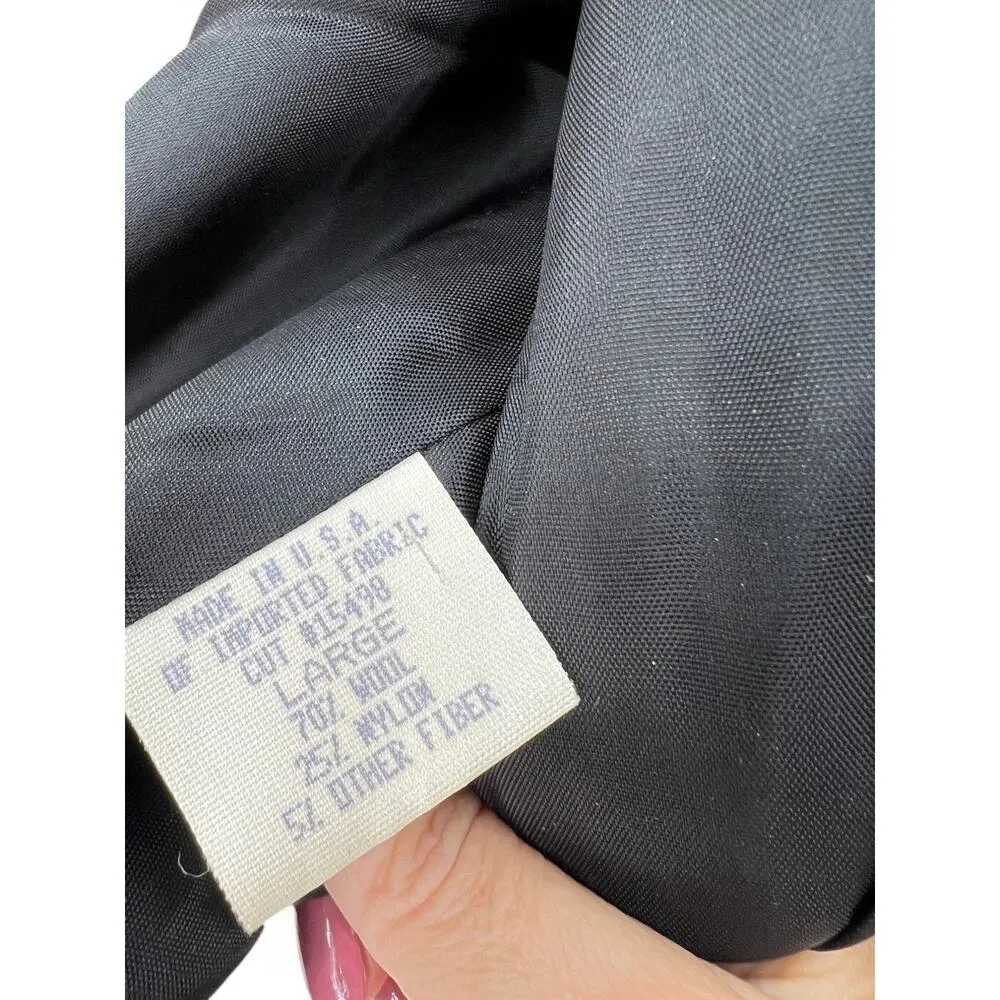 MADE IN U.S.A.
OF IMPORTED FABRIC
CUT #15498
LARGE
70% WOOL
25% NYLON
5% OTHER FIBER